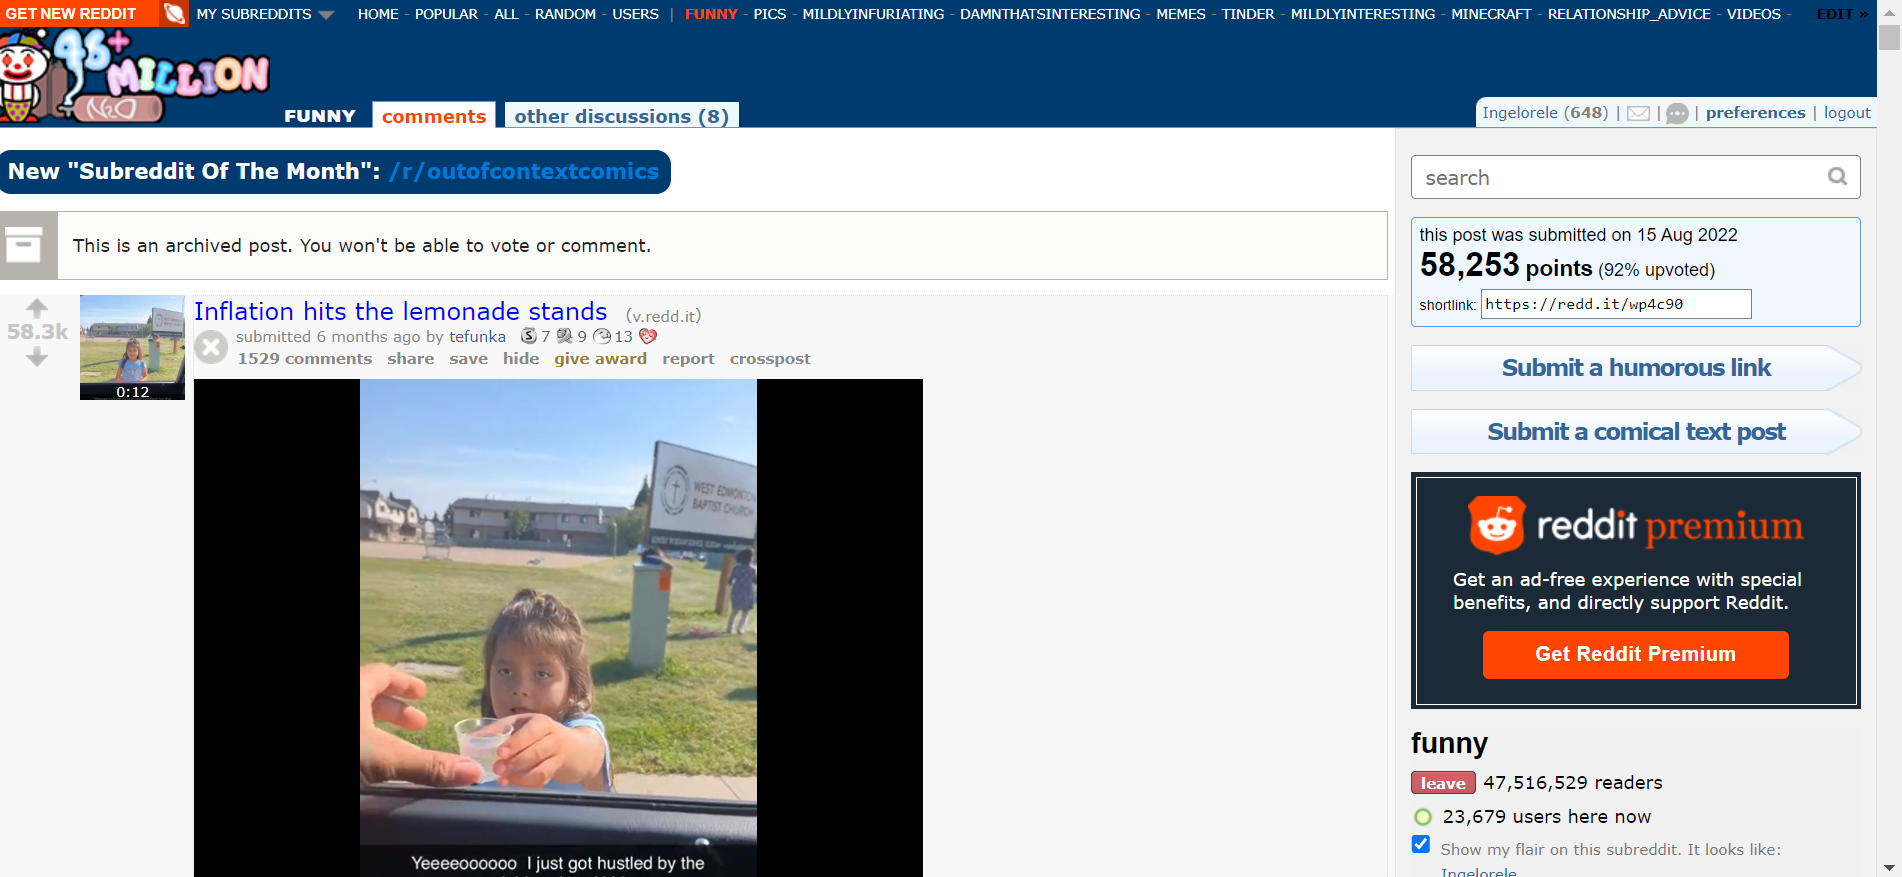 GET NEW REDDIT MY SUBREDDITS HOME - POPULAR - ALL - RANDOM - USERS | FUNNY - PICS - MILDLYINFURIATING - DAMNTHATSINTERESTING - MEMES - TINDER - MILDLYINTERESTING - MINECRAFT - RELATIONSHIP_ADVICE - VIDEOS - EDIT »
46+
MILLION
N2O
FUNNY comments other discussions (8)
Ingelorele (648) | | | preferences | logout
New "Subreddit Of The Month": /r/outofcontextcomics
This is an archived post. You won't be able to vote or comment.
58.3k
0:12
Inflation hits the lemonade stands (v.redd.it)
submitted 6 months ago by tefunka S 7 9 13
1529 comments share save hide give award report crosspost
WEST EDMONTON
BAPTIST CHURCH
Yeeeeoooooo I just got hustled by the
search
this post was submitted on 15 Aug 2022
58,253 points (92% upvoted)
shortlink: https://redd.it/wp4c90
Submit a humorous link
Submit a comical text post
reddit premium
Get an ad-free experience with special
benefits, and directly support Reddit.
Get Reddit Premium
funny
leave 47,516,529 readers
23,679 users here now
Show my flair on this subreddit. It looks like:
Ingelorele